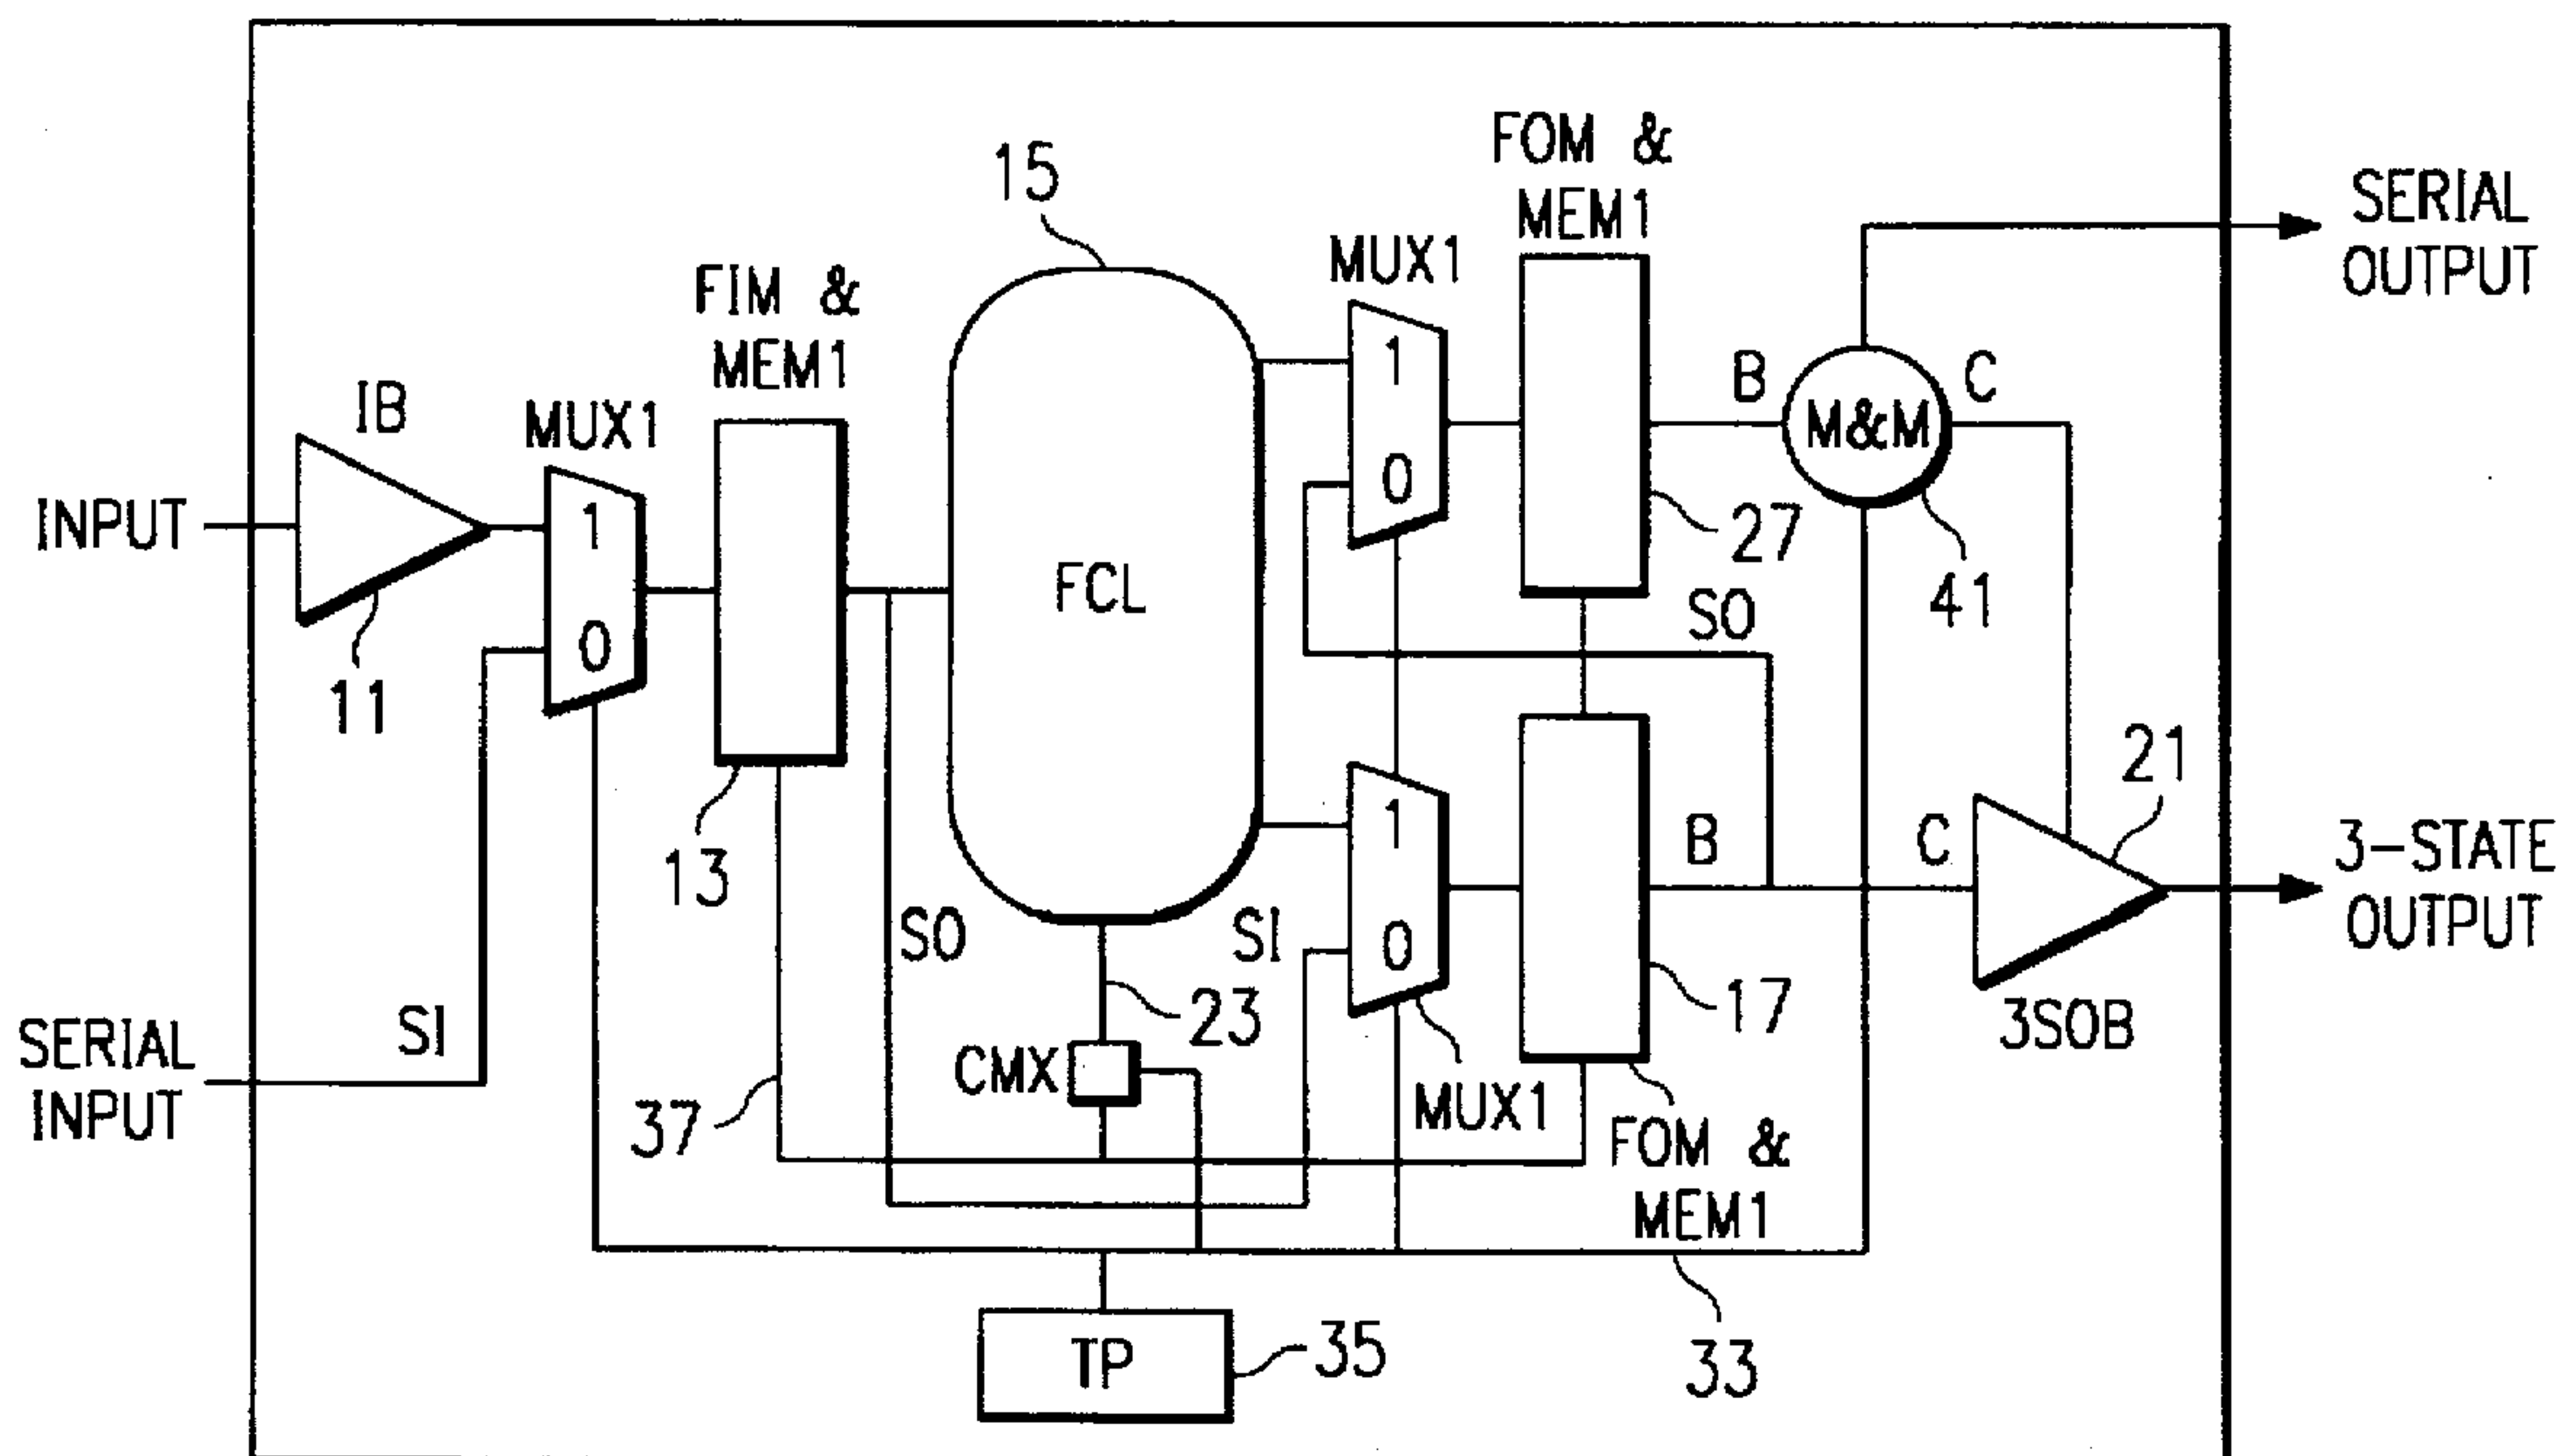 15
FOM &
MEM1
SERIAL
OUTPUT
FIM &
MEM1
MUX1
1
0
B
M&M
C
IB
MUX1
1
0
INPUT
FCL
27
41
SO
11
13
1
0
B
C
21
3-STATE
OUTPUT
SO
SI
23
17
3SOB
SI
SERIAL
INPUT
CMX
37
MUX1
FOM &
MEM1
TP
35
33